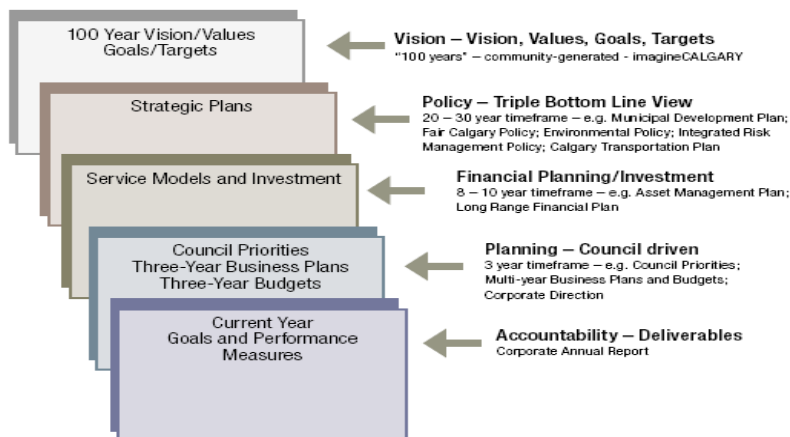 100 Year Vision/Values
Goals/Targets
Vision – Vision, Values, Goals, Targets
"100 years" – community-generated - imagineCALGARY
Strategic Plans
Policy – Triple Bottom Line View
20 – 30 year timeframe – e.g. Municipal Development Plan;
Fair Calgary Policy; Environmental Policy; Integrated Risk
Management Policy; Calgary Transportation Plan
Service Models and Investment
Financial Planning/Investment
8 – 10 year timeframe – e.g. Asset Management Plan;
Long Range Financial Plan
Council Priorities
Three-Year Business Plans
Three-Year Budgets
Planning – Council driven
3 year timeframe – e.g. Council Priorities;
Multi-year Business Plans and Budgets;
Corporate Direction
Current Year
Goals and Performance
Measures
Accountability – Deliverables
Corporate Annual Report